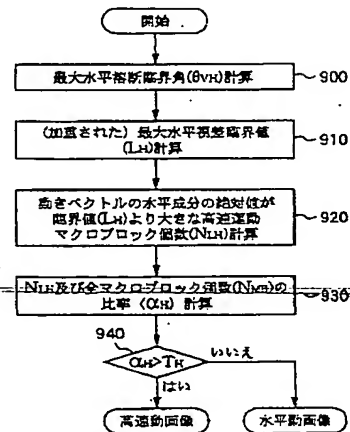 開始
最大水平裕断臨界角(θVH)計算
900
(加重された)最大水平視差臨界値
(LH)計算
910
動きベクトルの水平成分の絶対値が
臨界値(LH)より大きな高速運動
マクロブロック個数(NLH)計算
920
NLH及び全マクロブロック個数(NMB)の
比率(αH)計算
930
940
αH>TH
いいえ
はい
高速動画像
水平動画像